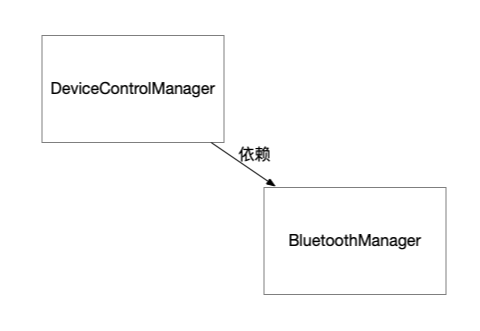 DeviceControlManager
依赖
BluetoothManager